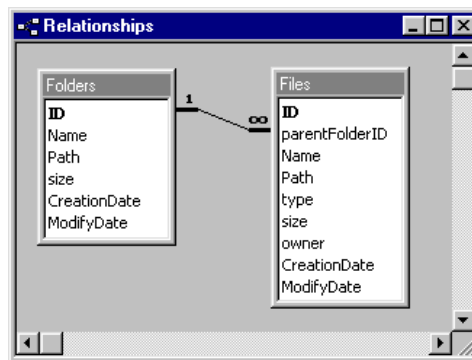 Relationships
Folders
ID
Name
Path
size
CreationDate
ModifyDate
1
∞
Files
ID
parentFolderID
Name
Path
type
size
owner
CreationDate
ModifyDate